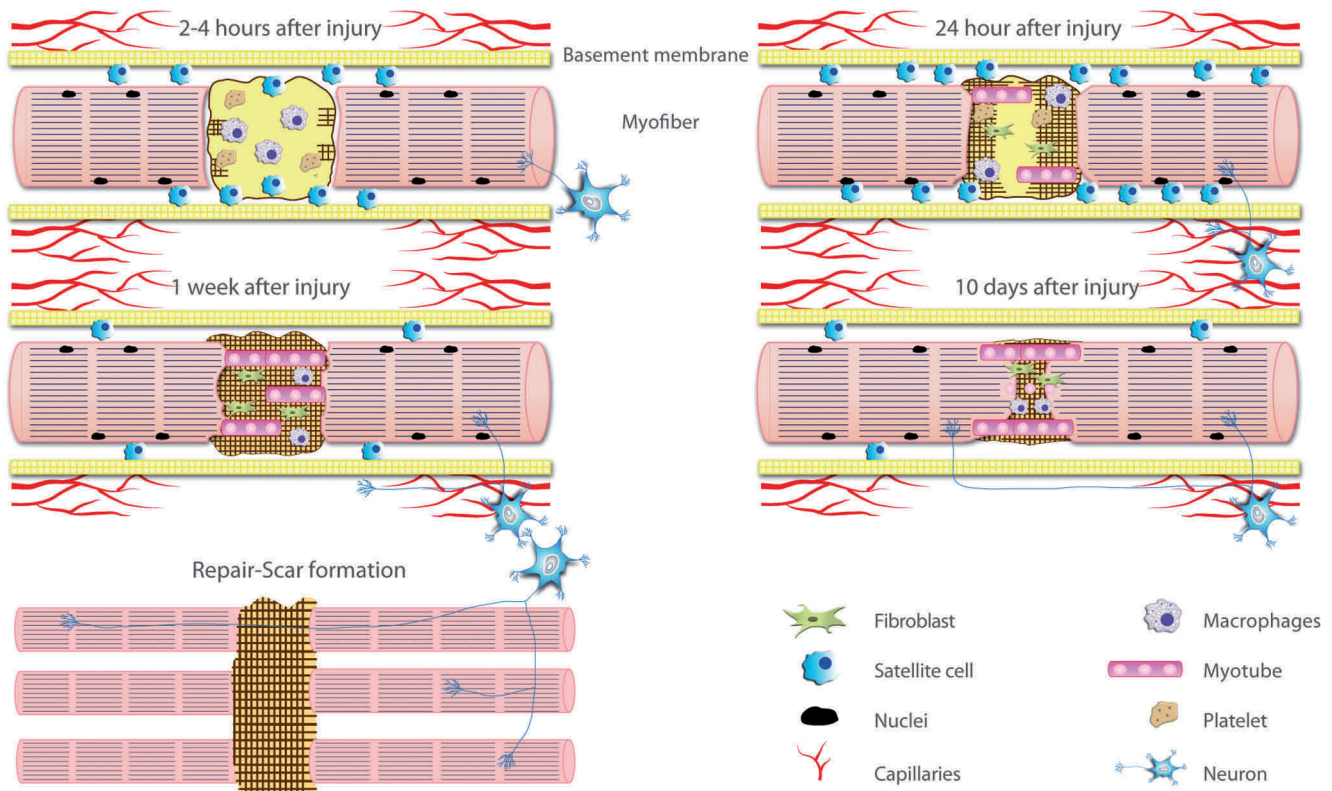 2-4 hours after injury
Basement membrane
24 hour after injury
Myofiber
1 week after injury
10 days after injury
Repair-Scar formation
Fibroblast
Macrophages
Satellite cell
Myotube
Nuclei
Platelet
Capillaries
Neuron